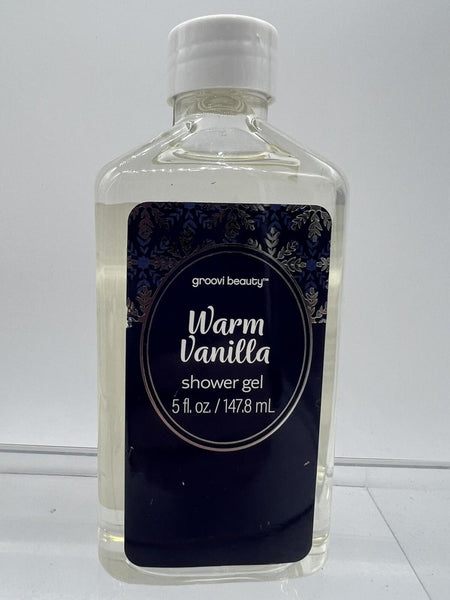 groovi beauty™
Warm
Vanilla
shower gel
5 fl. oz. / 147.8 mL